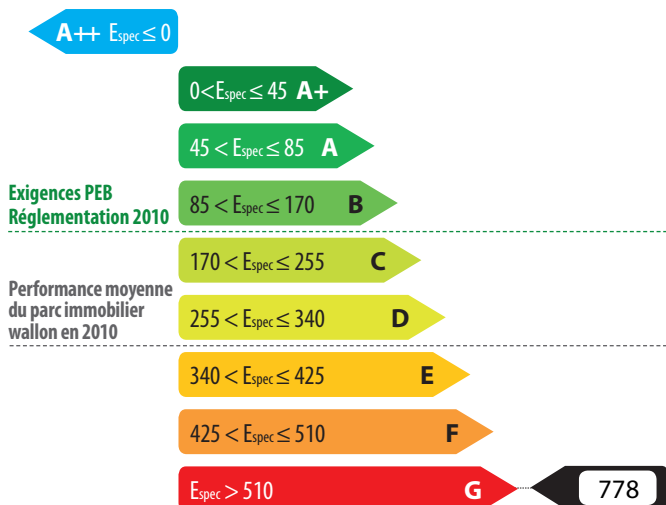 A++ Espec ≤ 0
0 < Espec ≤ 45 A+
45 < Espec ≤ 85 A
Exigences PEB
Réglementation 2010
85 < Espec ≤ 170 B
170 < Espec ≤ 255 C
Performance moyenne
du parc immobilier
wallon en 2010
255 < Espec ≤ 340 D
340 < Espec ≤ 425 E
425 < Espec ≤ 510 F
Espec > 510 G 778